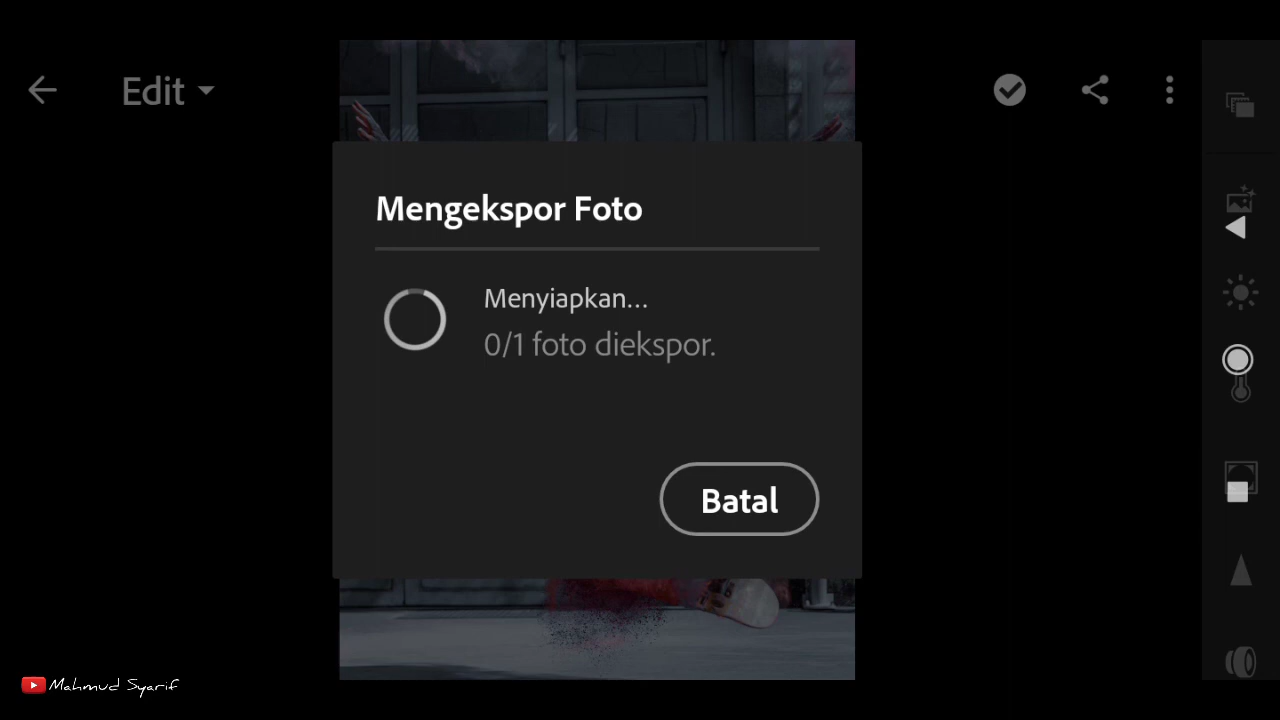 Edit
Mengekspor Foto
Menyiapkan...
0/1 foto diekspor.
Batal
Mahmud Syarif